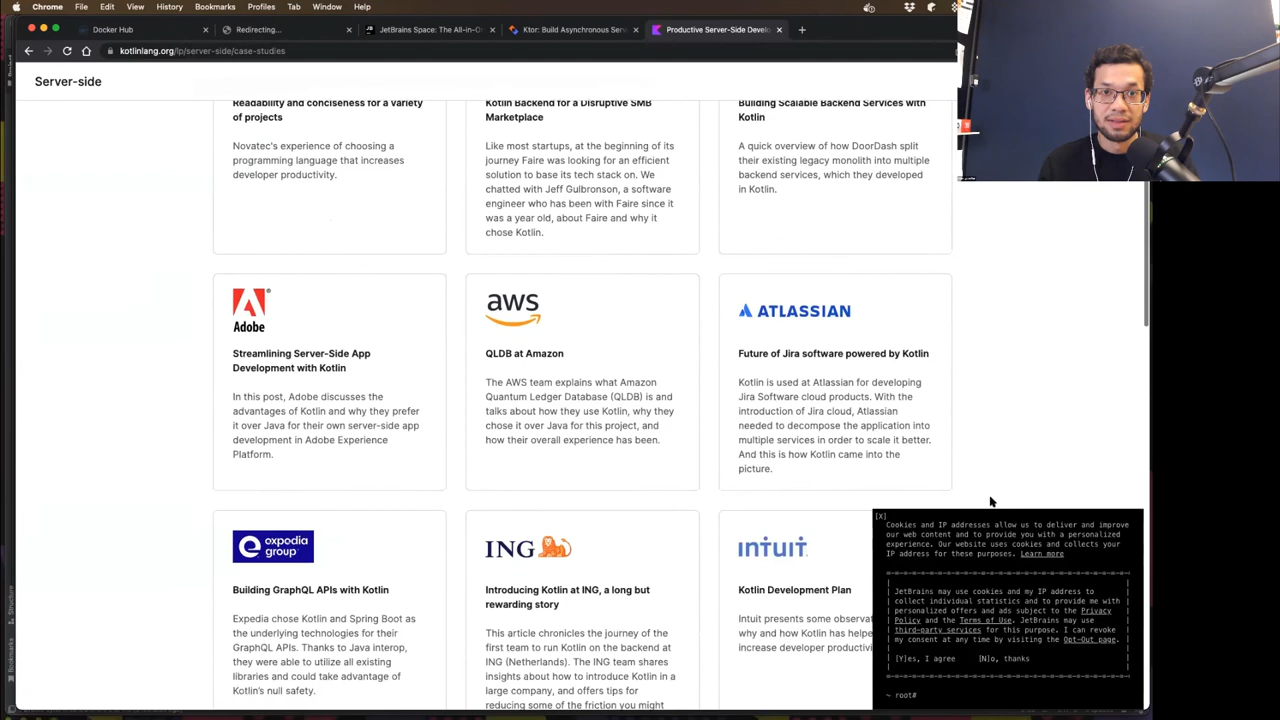 Chrome File Edit View History Bookmarks Profiles Tab Window Help
Docker Hub × Redirecting... × JetBrains Space: The All-in-O × Ktor: Build Asynchronous Serv × Productive Server-Side Develo × +
kotlinlang.org/lp/server-side/case-studies
Server-side
Readability and conciseness for a variety
of projects
Novatec's experience of choosing a
programming language that increases
developer productivity.
Kotlin Backend for a Disruptive SMB
Marketplace
Like most startups, at the beginning of its
journey Faire was looking for an efficient
solution to base its tech stack on. We
chatted with Jeff Gulbronson, a software
engineer who has been with Faire since it
was a year old, about Faire and why it
chose Kotlin.
Building Scalable Backend Services with
Kotlin
A quick overview of how DoorDash split
their existing legacy monolith into multiple
backend services, which they developed
in Kotlin.
Adobe
Streamlining Server-Side App
Development with Kotlin
In this post, Adobe discusses the
advantages of Kotlin and why they prefer
it over Java for their own server-side app
development in Adobe Experience
Platform.
aws
QLDB at Amazon
The AWS team explains what Amazon
Quantum Ledger Database (QLDB) is and
talks about how they use Kotlin, why they
chose it over Java for this project, and
how their overall experience has been.
ATLASSIAN
Future of Jira software powered by Kotlin
Kotlin is used at Atlassian for developing
Jira Software cloud products. With the
introduction of Jira cloud, Atlassian
needed to decompose the application into
multiple services in order to scale it better.
And this is how Kotlin came into the
picture.
expedia group
Building GraphQL APIs with Kotlin
Expedia chose Kotlin and Spring Boot as
the underlying technologies for their
GraphQL APIs. Thanks to Java interop,
they were able to utilize all existing
libraries and could take advantage of
Kotlin's null safety.
ING
Introducing Kotlin at ING, a long but
rewarding story
This article chronicles the journey of the
first team to run Kotlin on the backend at
ING (Netherlands). The ING team shares
insights about how to introduce Kotlin in a
large company, and offers tips for
reducing some of the friction you might
INTUIT
Kotlin Development Plan
Intuit presents some observat
why and how Kotlin has helpe
increase developer productivi
[X]
Cookies and IP addresses allow us to deliver and improve
our web content and to provide you with a personalized
experience. Our website uses cookies and collects your
IP address for these purposes. Learn more
JetBrains may use cookies and my IP address to
collect individual statistics and to provide me with
personalized offers and ads subject to the Privacy
Policy and the Terms of Use. JetBrains may use
third-party services for this purpose. I can revoke
my consent at any time by visiting the Opt-Out page.
[Y]es, I agree [N]o, thanks
~ root#
Structure
Bookmarks